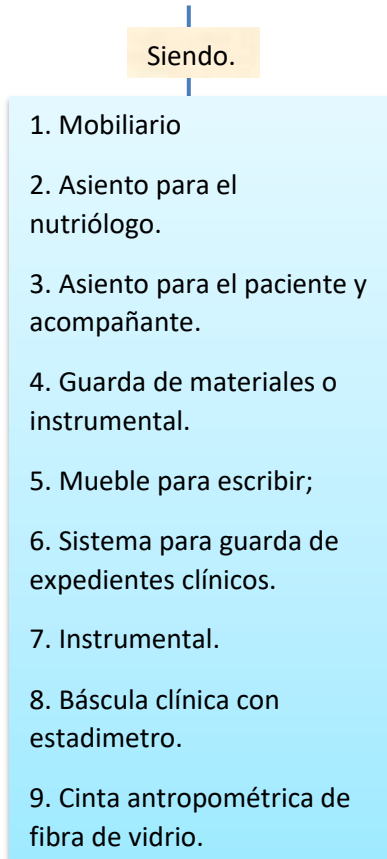 Siendo.
1. Mobiliario
2. Asiento para el
nutriólogo.
3. Asiento para el paciente y
acompañante.
4. Guarda de materiales o
instrumental.
5. Mueble para escribir;
6. Sistema para guarda de
expedientes clínicos.
7. Instrumental.
8. Báscula clínica con
estadimetro.
9. Cinta antropométrica de
fibra de vidrio.